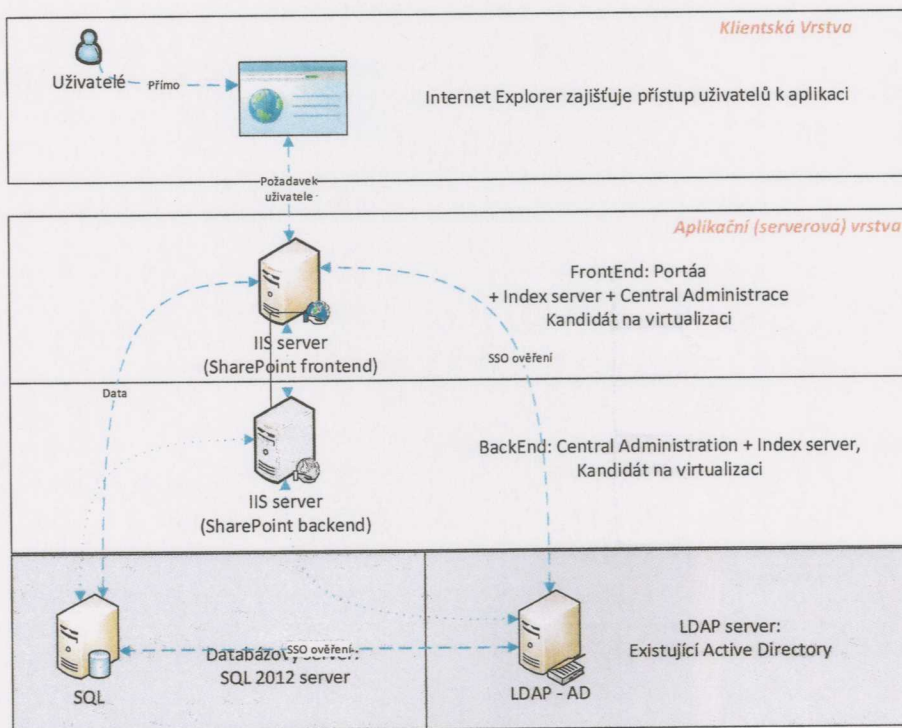 Klientská Vrstva
Uživatelé
Přímo
Internet Explorer zajišťuje přístup uživatelů k aplikaci
Požadavek
uživatele
Aplikační (serverová) vrstva
FrontEnd: Portáa
+ Index server + Central Administrace
Kandidát na virtualizaci
IIS server
(SharePoint frontend)
SSO ověření
Data
BackEnd: Central Administration + Index server,
Kandidát na virtualizaci
IIS server
(SharePoint backend)
LDAP server:
Existující Active Directory
Databázový server:
SSO ověření
SQL 2012 server
SQL
LDAP - AD